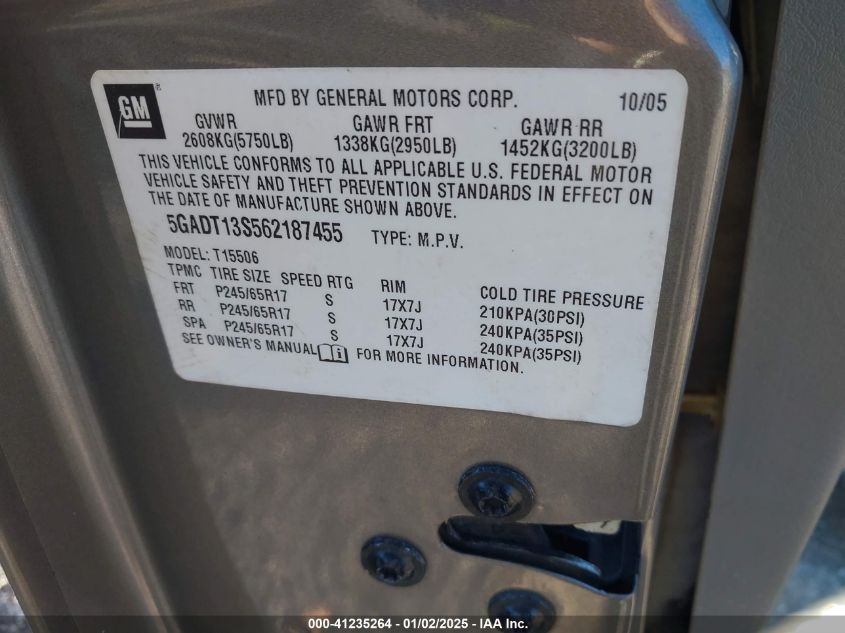 GM
MFD BY GENERAL MOTORS CORP. 10/05
GVWR GAWR FRT GAWR RR
2608KG(5750LB) 1338KG(2950LB) 1452KG(3200LB)
THIS VEHICLE CONFORMS TO ALL APPLICABLE U.S. FEDERAL MOTOR
VEHICLE SAFETY AND THEFT PREVENTION STANDARDS IN EFFECT ON
THE DATE OF MANUFACTURE SHOWN ABOVE.
5GADT13S562187455 TYPE: M.P.V.
MODEL: T15506
TPMC TIRE SIZE SPEED RTG RIM COLD TIRE PRESSURE
FRT P245/65R17 S 17X7J 210KPA(30PSI)
RR P245/65R17 S 17X7J 240KPA(35PSI)
SPA P245/65R17 S 17X7J 240KPA(35PSI)
SEE OWNER'S MANUAL FOR MORE INFORMATION.
000-41235264 - 01/02/2025 - IAA Inc.